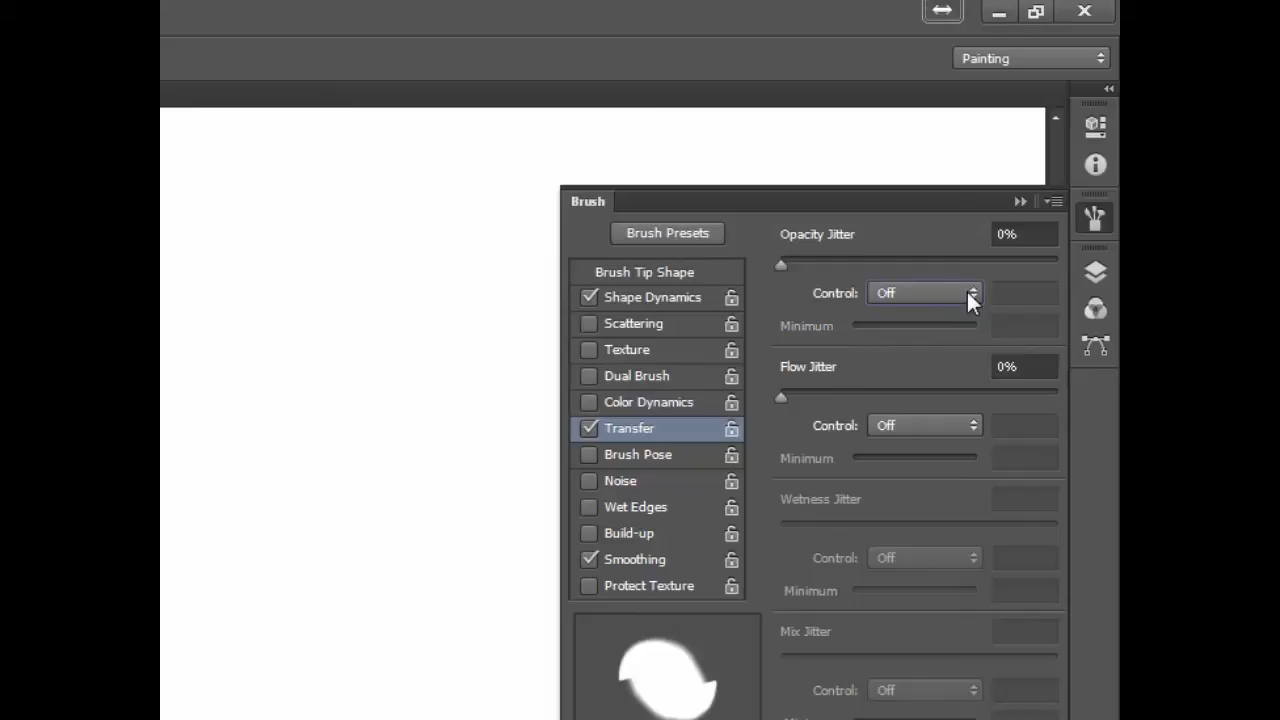 Painting
Brush
Brush Presets
Opacity Jitter 0%
Brush Tip Shape
Shape Dynamics
Control: Off
Scattering
Minimum
Texture
Flow Jitter 0%
Dual Brush
Color Dynamics
Transfer
Control: Off
Brush Pose
Minimum
Noise
Wetness Jitter
Wet Edges
Build-up
Smoothing
Control: Off
Protect Texture
Minimum
Mix Jitter
Control: Off